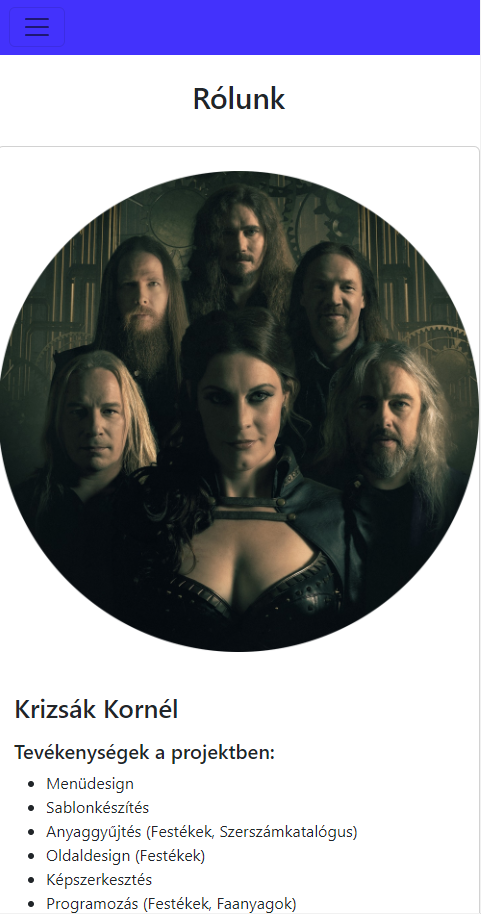 Rólunk
Krizsák Kornél
Tevékenységek a projektben:
Menüdesign
Sablonkészítés
Anyaggyűjtés (Festékek, Szerszámkatalógus)
Oldaldesign (Festékek)
Képszerkesztés
Programozás (Festékek, Faanyagok)